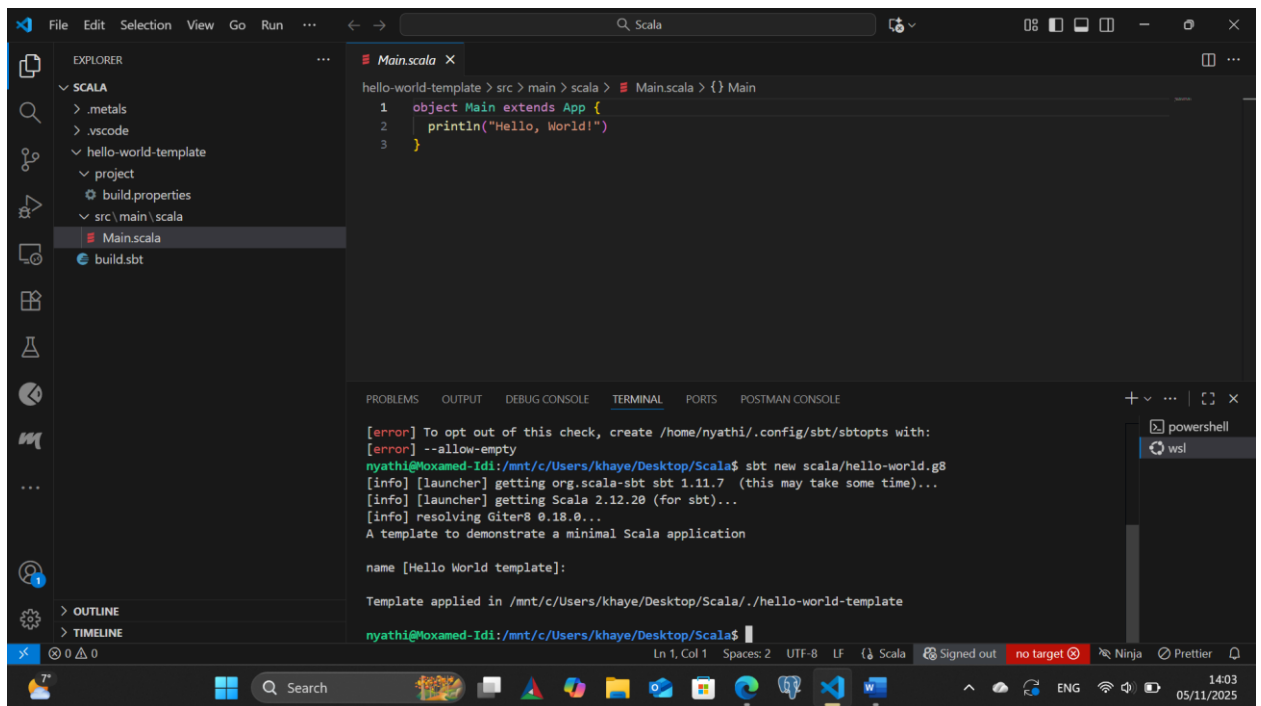 File Edit Selection View Go Run ··· Scala
EXPLORER ···
SCALA
.metals
.vscode
hello-world-template
project
build.properties
src\main\scala
Main.scala
build.sbt
OUTLINE
TIMELINE
Main.scala
hello-world-template > src > main > scala > Main.scala > {} Main
1 object Main extends App {
2 println("Hello, World!")
3 }
PROBLEMS OUTPUT DEBUG CONSOLE TERMINAL PORTS POSTMAN CONSOLE
[error] To opt out of this check, create /home/nyathi/.config/sbt/sbtopts with:
[error] --allow-empty
nyathi@Moxamed-Idi:/mnt/c/Users/khaye/Desktop/Scala$ sbt new scala/hello-world.g8
[info] [launcher] getting org.scala-sbt sbt 1.11.7 (this may take some time)...
[info] [launcher] getting Scala 2.12.20 (for sbt)...
[info] resolving Giter8 0.18.0...
A template to demonstrate a minimal Scala application
name [Hello World template]:
Template applied in /mnt/c/Users/khaye/Desktop/Scala/./hello-world-template
nyathi@Moxamed-Idi:/mnt/c/Users/khaye/Desktop/Scala$
powershell
wsl
1
0 0 Ln 1, Col 1 Spaces: 2 UTF-8 LF Scala Signed out no target Ninja Prettier
7° Search ENG 14:03
05/11/2025